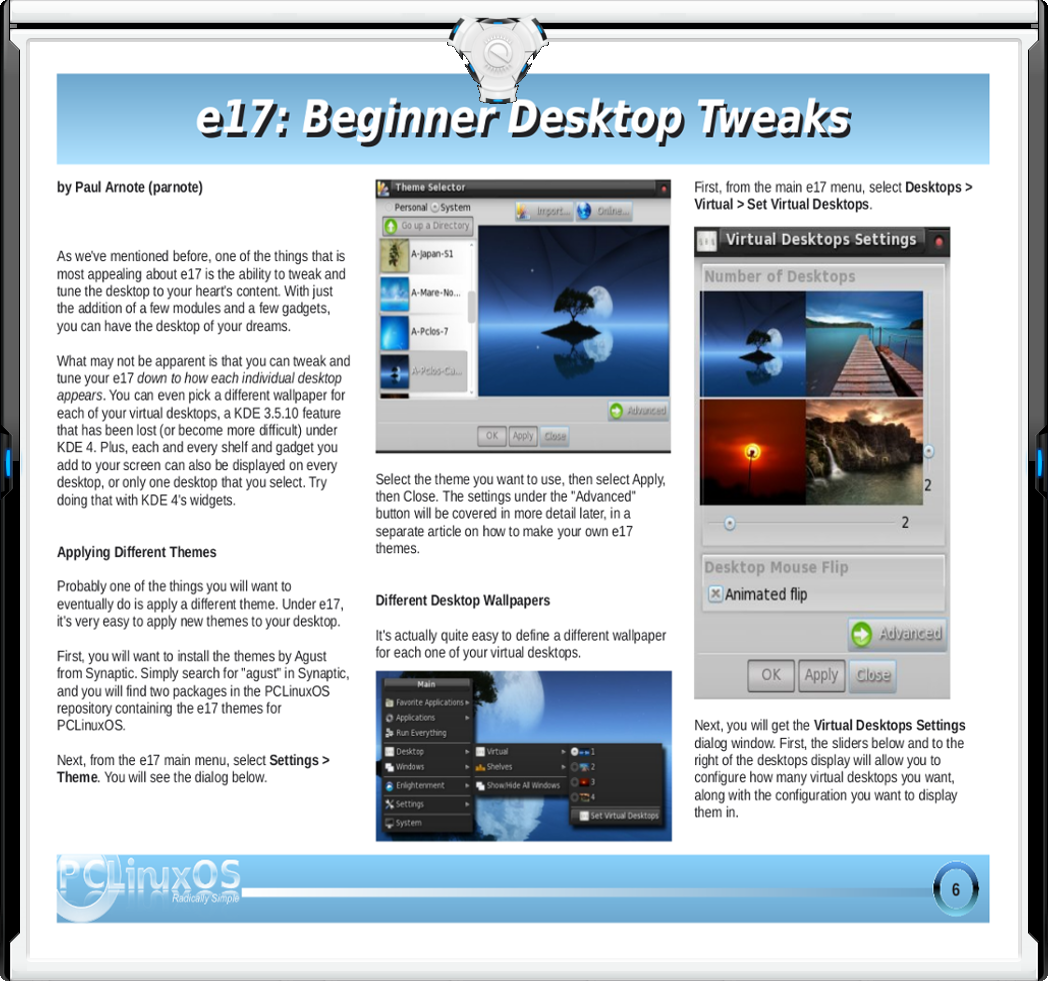 e17: Beginner Desktop Tweaks
by Paul Arnote (parnote)
As we've mentioned before, one of the things that is
most appealing about e17 is the ability to tweak and
tune the desktop to your heart's content. With just
the addition of a few modules and a few gadgets,
you can have the desktop of your dreams.
What may not be apparent is that you can tweak and
tune your e17 down to how each individual desktop
appears. You can even pick a different wallpaper for
each of your virtual desktops, a KDE 3.5.10 feature
that has been lost (or become more difficult) under
KDE 4. Plus, each and every shelf and gadget you
add to your screen can also be displayed on every
desktop, or only one desktop that you select. Try
doing that with KDE 4's widgets.
Applying Different Themes
Probably one of the things you will want to
eventually do is apply a different theme. Under e17,
it's very easy to apply new themes to your desktop.
First, you will want to install the themes by Agust
from Synaptic. Simply search for "agust" in Synaptic,
and you will find two packages in the PCLinuxOS
repository containing the e17 themes for
PCLinuxOS.
Next, from the e17 main menu, select Settings >
Theme. You will see the dialog below.
Theme Selector
Personal System
Import... Online...
Go up a Directory
A-Japan-S1
A-Mare-No...
A-Pclos-7
A-Pclos-Cu...
Advanced
OK Apply Close
Select the theme you want to use, then select Apply,
then Close. The settings under the "Advanced"
button will be covered in more detail later, in a
separate article on how to make your own e17
themes.
Different Desktop Wallpapers
It's actually quite easy to define a different wallpaper
for each one of your virtual desktops.
Main
Favorite Applications
Applications
Run Everything
Desktop
Windows
Enlightenment
Settings
System
Virtual
Shelves
Show/Hide All Windows
1
2
3
4
Set Virtual Desktops
First, from the main e17 menu, select Desktops >
Virtual > Set Virtual Desktops.
Virtual Desktops Settings
Number of Desktops
2
2
Desktop Mouse Flip
Animated flip
Advanced
OK Apply Close
Next, you will get the Virtual Desktops Settings
dialog window. First, the sliders below and to the
right of the desktops display will allow you to
configure how many virtual desktops you want,
along with the configuration you want to display
them in.
PCLinuxOS
Radically Simple
6